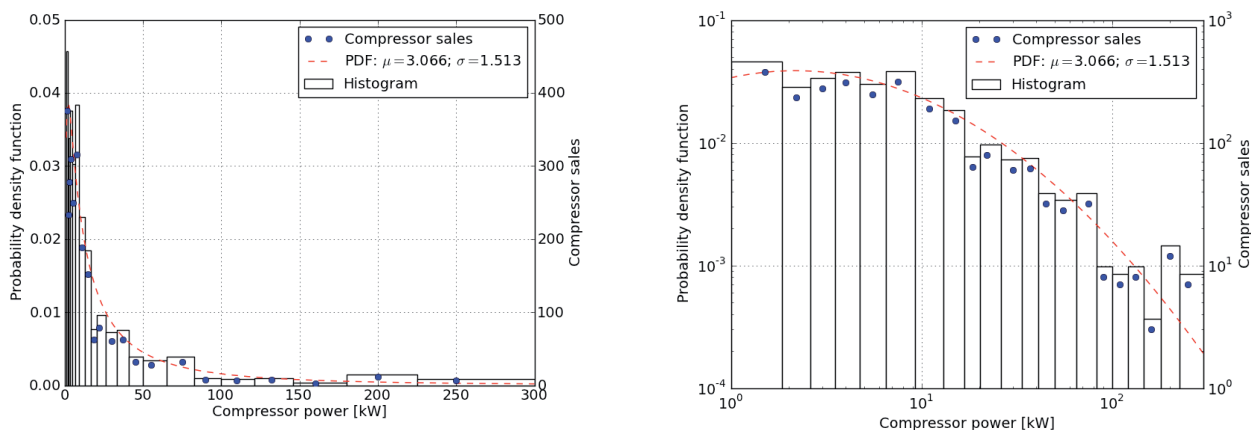 0.05
0.04
0.03
0.02
0.01
0.00
Probability density function
0 50 100 150 200 250 300
Compressor power [kW]
500
400
300
200
100
0
Compressor sales
Compressor sales
PDF: μ=3.066; σ=1.513
Histogram
10⁻¹
10⁻²
10⁻³
10⁻⁴
Probability density function
10⁰ 10¹ 10²
Compressor power [kW]
10³
10²
10¹
10⁰
Compressor sales
Compressor sales
PDF: μ=3.066; σ=1.513
Histogram